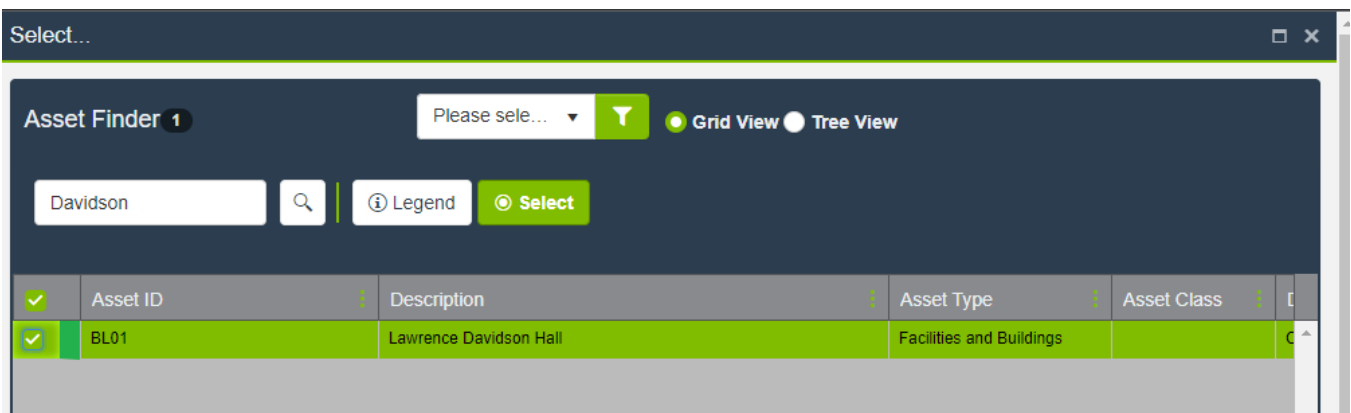 Select...
Asset Finder 1 Please sele... Grid View Tree View
Davidson Legend Select
Asset ID Description Asset Type Asset Class
BL01 Lawrence Davidson Hall Facilities and Buildings